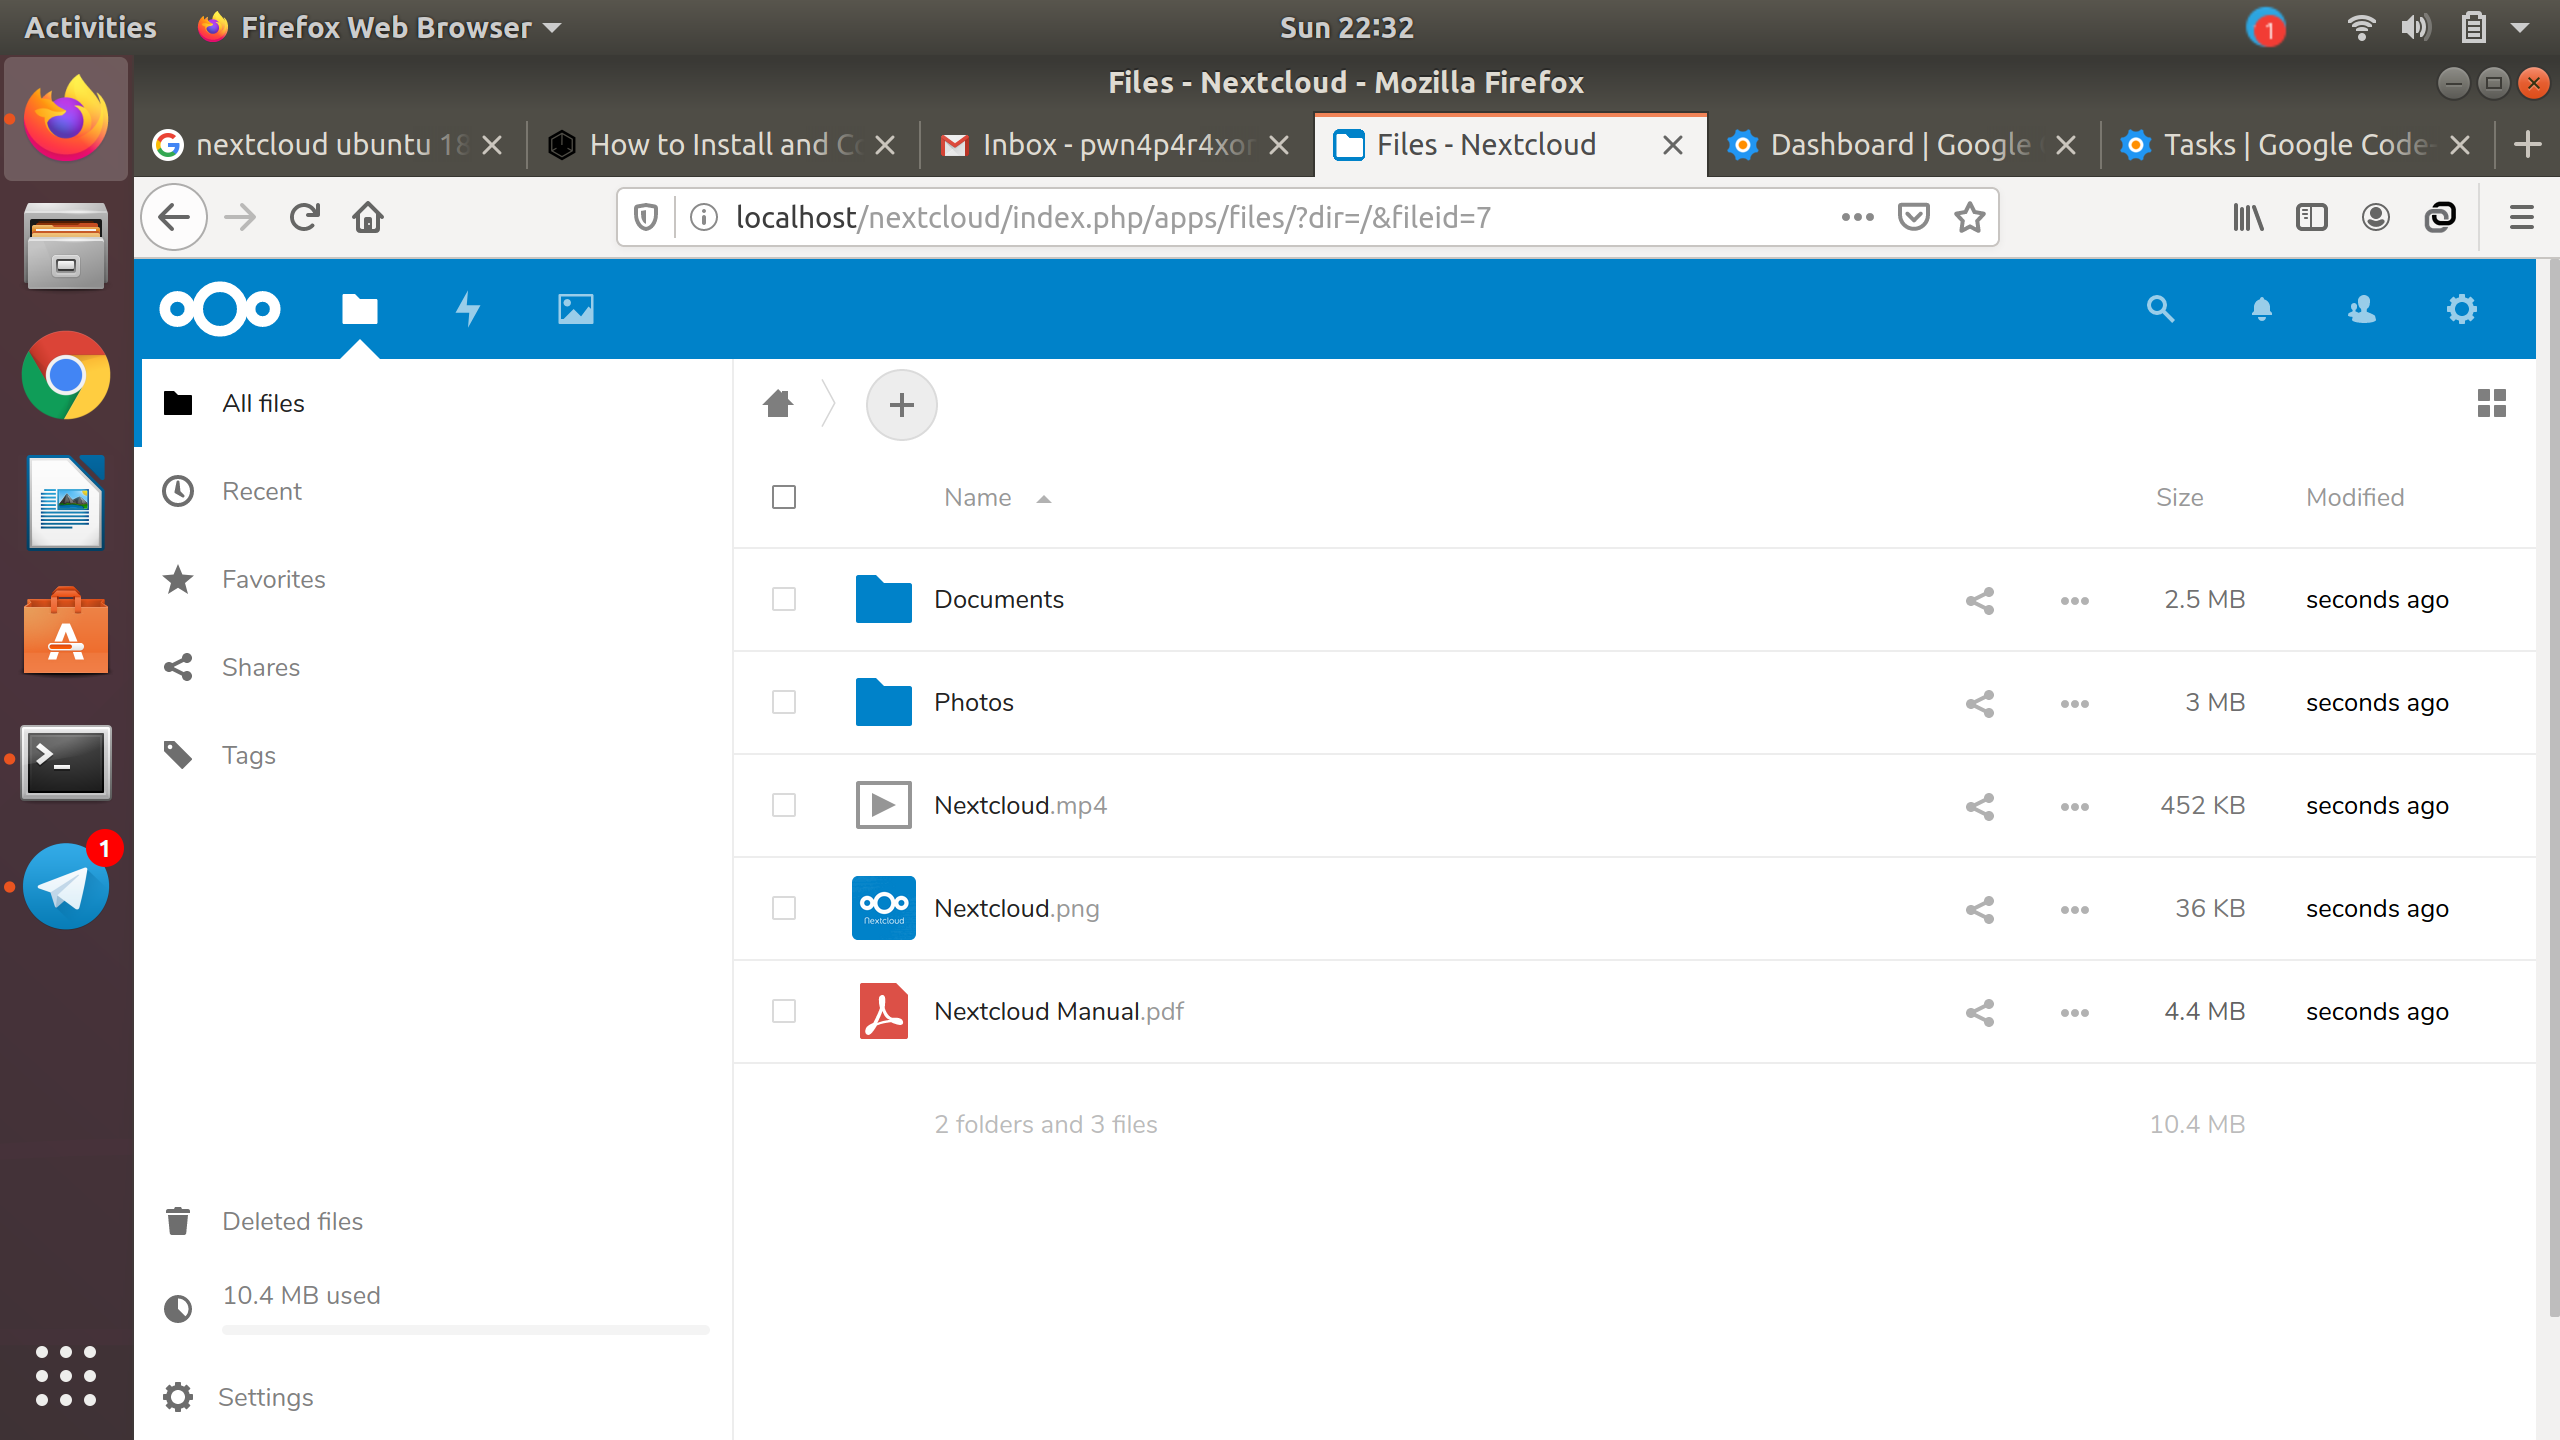 Activities
Firefox Web Browser
Sun 22:32
1
Files - Nextcloud - Mozilla Firefox
nextcloud ubuntu 18
How to Install and Co
Inbox - pwn4p4r4xor
Files - Nextcloud
Dashboard | Google
Tasks | Google Code-
localhost/nextcloud/index.php/apps/files/?dir=/&fileid=7
All files
Recent
Favorites
Shares
Tags
Name
Size
Modified
Documents
2.5 MB
seconds ago
Photos
3 MB
seconds ago
Nextcloud.mp4
452 KB
seconds ago
Nextcloud
Nextcloud.png
36 KB
seconds ago
Nextcloud Manual.pdf
4.4 MB
seconds ago
2 folders and 3 files
10.4 MB
1
Deleted files
10.4 MB used
Settings